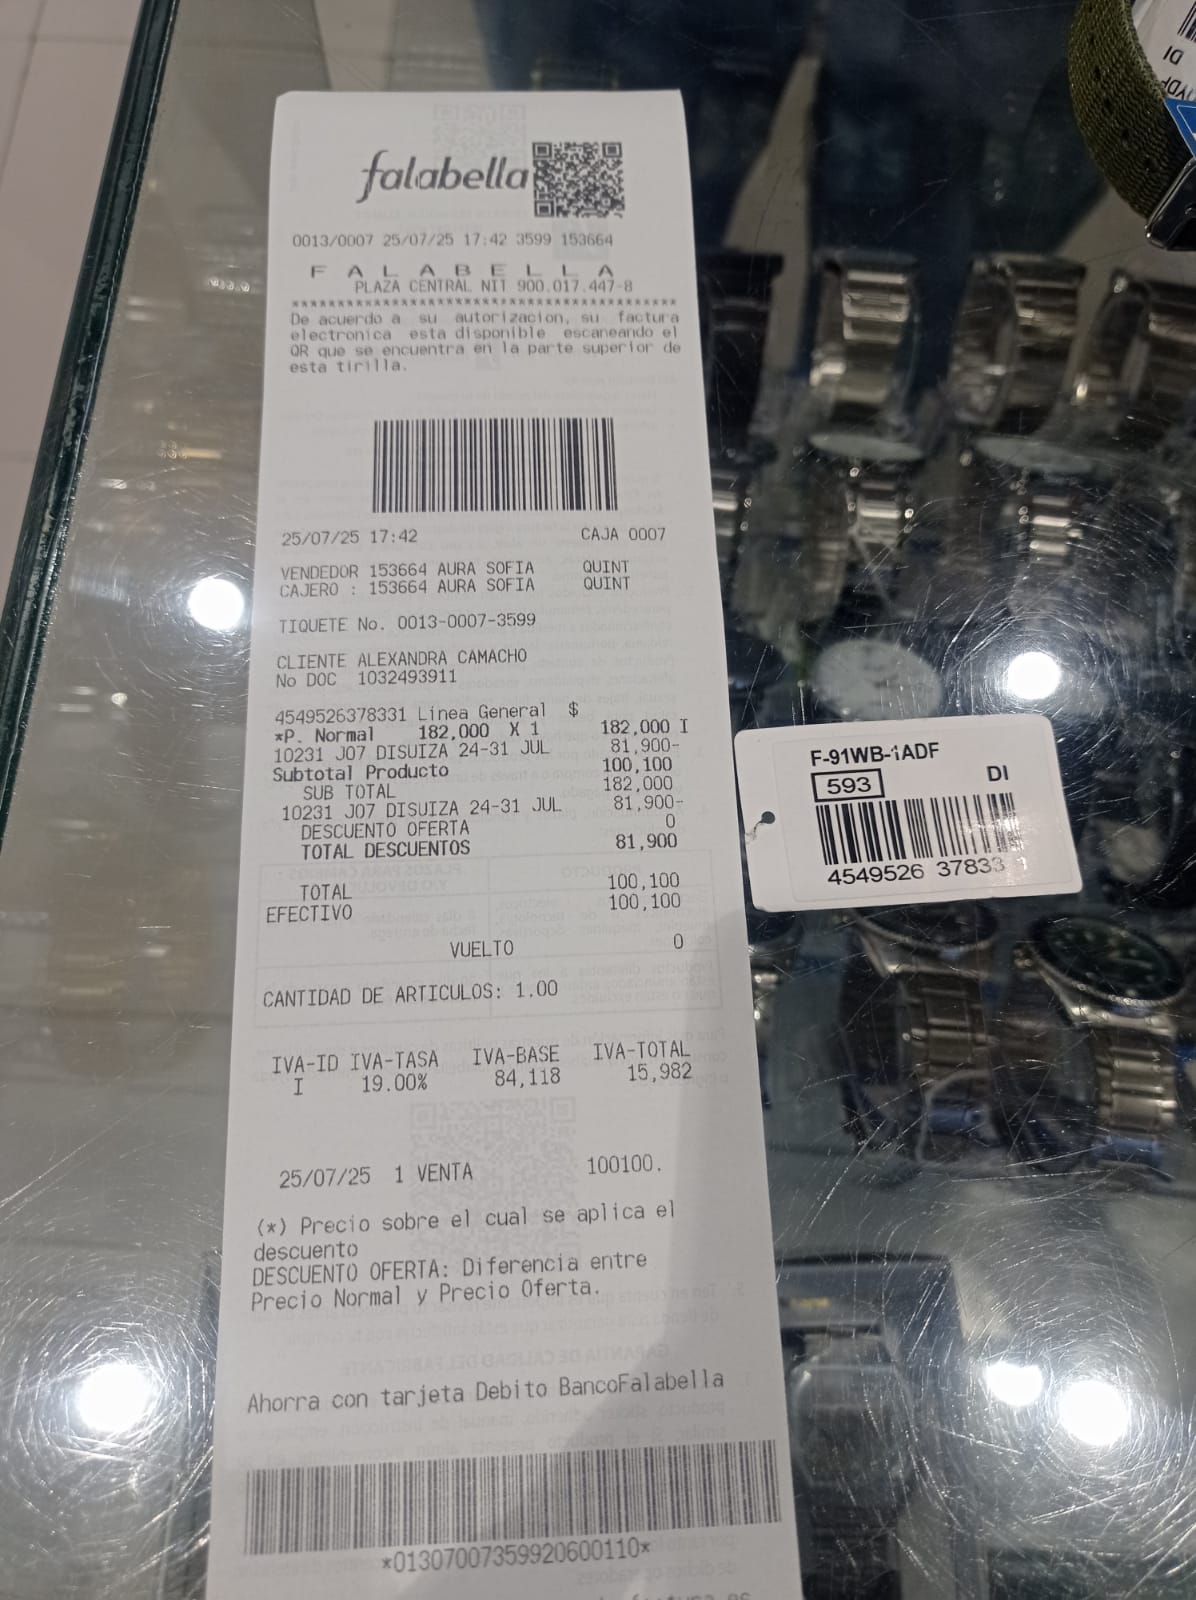 falabella
0013/0007 25/07/25 17:42 3599 153664
F A L A B E L L A
PLAZA CENTRAL NIT 900.017.447-8
******************************************
De acuerdo a su autorizacion, su factura
electronica esta disponible escaneando el
QR que se encuentra en la parte superior de
esta tirilla.
25/07/25 17:42 CAJA 0007
VENDEDOR 153664 AURA SOFIA QUINT
CAJERO : 153664 AURA SOFIA QUINT
TIQUETE No. 0013-0007-3599
CLIENTE ALEXANDRA CAMACHO
No DOC 1032493911
4549526378331 Linea General $
*P. Normal 182,000 X 1 182,000 I
10231 J07 DISUIZA 24-31 JUL 81,900-
Subtotal Producto 100,100
SUB TOTAL 182,000
10231 J07 DISUIZA 24-31 JUL 81,900-
DESCUENTO OFERTA 0
TOTAL DESCUENTOS 81,900
TOTAL 100,100
EFECTIVO 100,100
VUELTO 0
CANTIDAD DE ARTICULOS: 1.00
IVA-ID IVA-TASA IVA-BASE IVA-TOTAL
I 19.00% 84,118 15,982
25/07/25 1 VENTA 100100.
(*) Precio sobre el cual se aplica el
descuento
DESCUENTO OFERTA: Diferencia entre
Precio Normal y Precio Oferta.
Ahorra con tarjeta Debito BancoFalabella
*01307007359920600110*
F-91WB-1ADF
593 DI
4549526 37833
DI